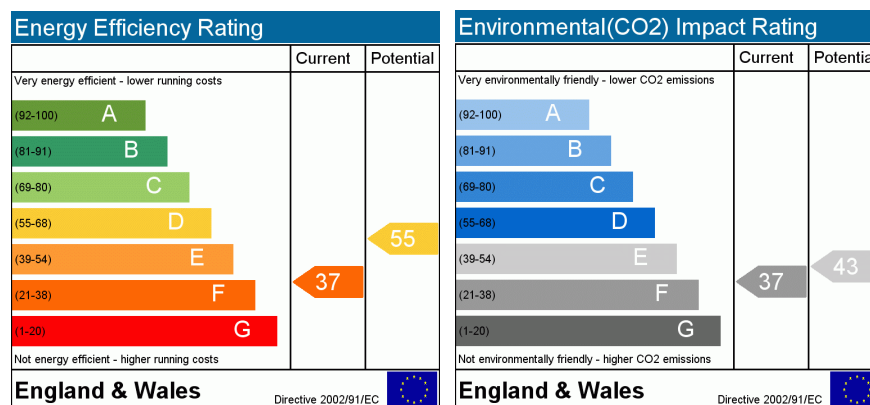 Energy Efficiency Rating
Current Potential
Very energy efficient - lower running costs
(92-100) A
(81-91) B
(69-80) C
(55-68) D
55
(39-54) E
37
(21-38) F
(1-20) G
Not energy efficient - higher running costs
England & Wales
Directive 2002/91/EC
Environmental(CO2) Impact Rating
Current Potentia
Very environmentally friendly - lower CO2 emissions
(92-100) A
(81-91) B
(69-80) C
(55-68) D
(39-54) E
43
37
(21-38) F
(1-20) G
Not environmentally friendly - higher CO2 emissions
England & Wales
Directive 2002/91/EC